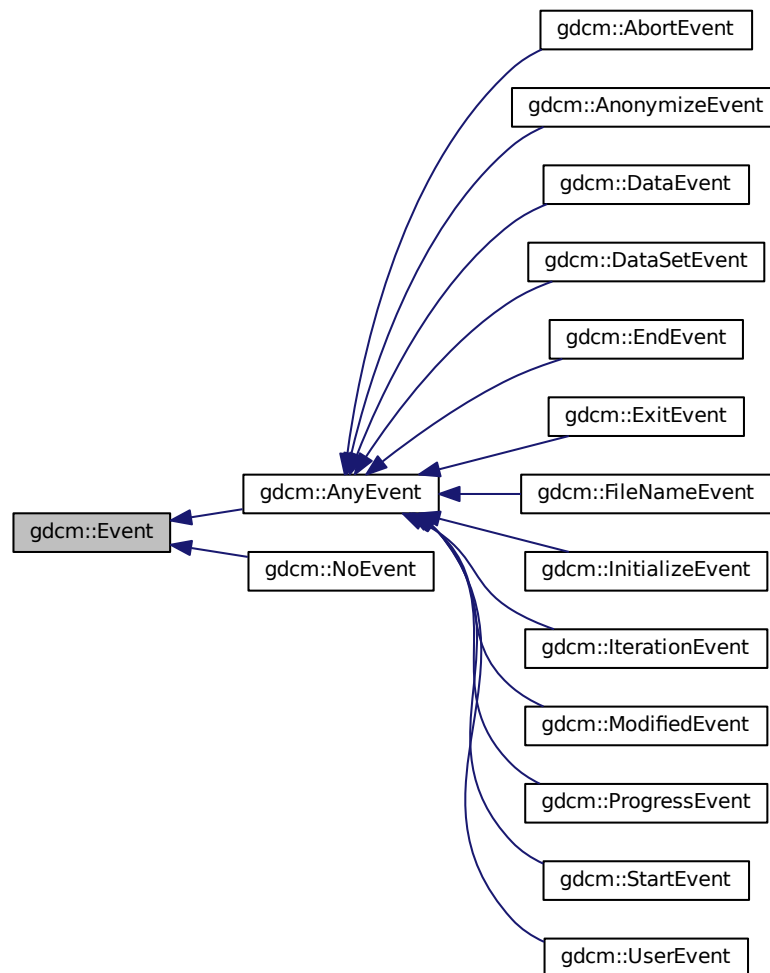 gdcm::AbortEvent
gdcm::AnonymizeEvent
gdcm::DataEvent
gdcm::DataSetEvent
gdcm::EndEvent
gdcm::ExitEvent
gdcm::AnyEvent
gdcm::FileNameEvent
gdcm::Event
gdcm::NoEvent
gdcm::InitializeEvent
gdcm::IterationEvent
gdcm::ModifiedEvent
gdcm::ProgressEvent
gdcm::StartEvent
gdcm::UserEvent